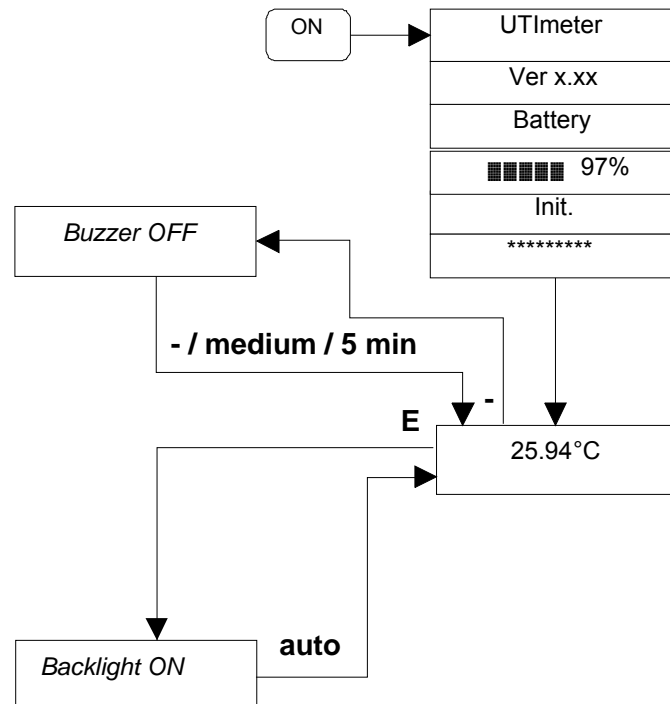 ON
UTImeter
Ver x.xx
Battery
97%
Init.
*********
Buzzer OFF
- / medium / 5 min
-
E
25.94°C
auto
Backlight ON